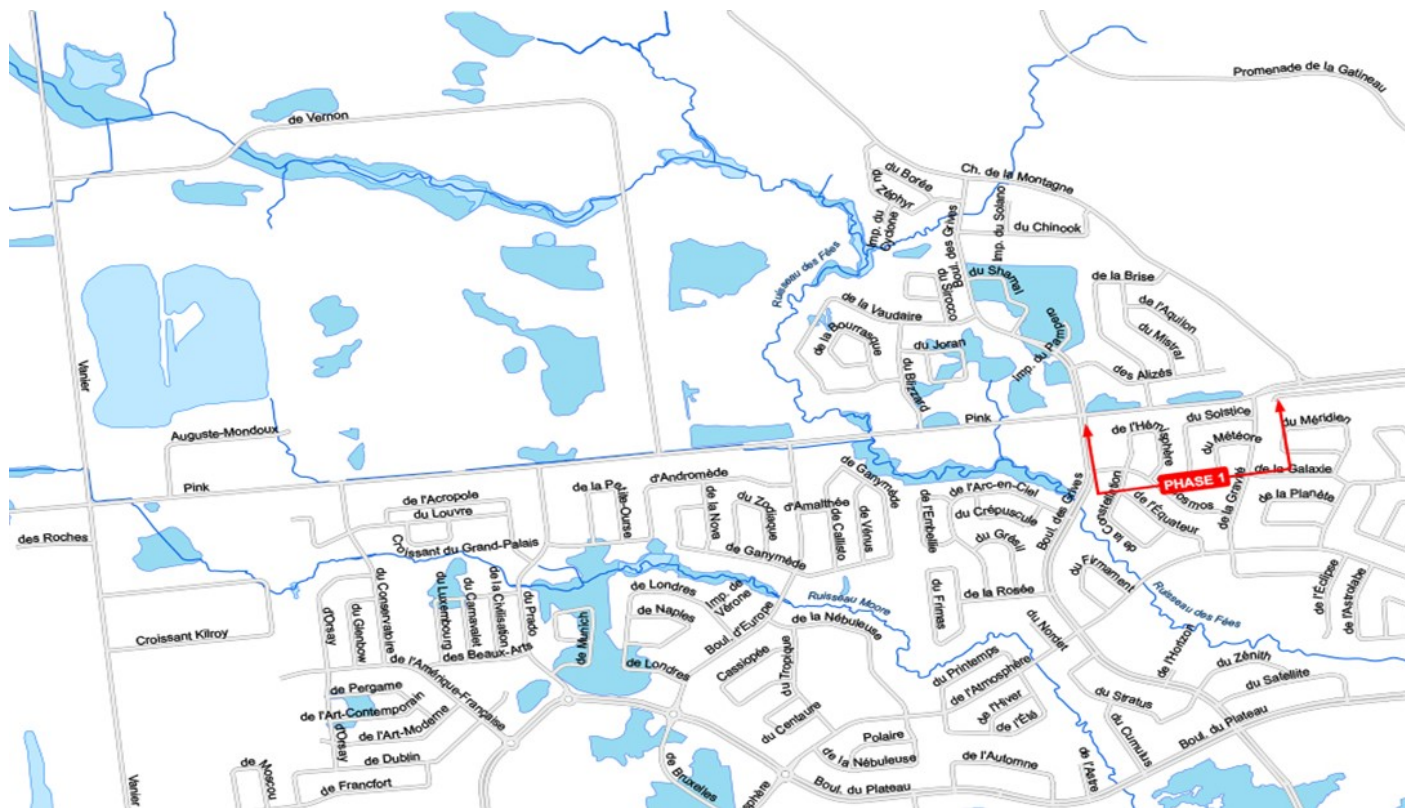 Promenade de la Gatineau
de Vernon
Ch. de la Montagne
du Borée
du Zéphyr
Imp. du Cyclone
Boul. des Grives
Imp. du Solano
du Chinook
Ruisseau des Fées
du Sirocco
du Shamal
de la Brise
de l'Aquilon
du Mistral
de la Vaudaire
de la Bourrasque
du Joran
Imp. du Pampero
des Alizés
du Blizzard
Vanier
Pink
du Solstice
du Méridien
Auguste-Mondoux
de l'Hémisphère
du Météore
Pink
d'Andromède
de la Petite-Ourse
de Ganymède
de la Galaxie
PHASE 1
de l'Acropole
du Louvre
de la Nova
du Zodiaque
d'Amalthée
de Callisto
de Vénus
de l'Embellie
de l'Arc-en-Ciel
du Crépuscule
du Grésil
Boul. des Grives
de la Constellation
de l'Équateur
Cosmos
de la Gravité
de la Planète
des Roches
Croissant du Grand-Palais
de Ganymède
du Firmament
de l'Éclipse
de l'Astrolabe
Ruisseau des Fées
du Conservatoire
du Luxembourg
du Carnavalet
de la Civilisation
du Prado
de Londres
Imp. de Vérone
Ruisseau Moore
du Frimas
de la Rosée
d'Orsay
du Glenbow
de Munich
de Naples
Boul. d'Europe
de la Nébuleuse
du Nordet
Croissant Kilroy
des Beaux-Arts
de Londres
Cassiopée
du Tropique
du Printemps
de l'Atmosphère
de l'Horizon
du Zénith
du Satellite
de l'Amérique-Française
de Pergame
de l'Art-Contemporain
de l'Art-Moderne
d'Orsay
du Centaure
de l'Hiver
de l'Été
du Stratus
du Cumulus
Boul. du Plateau
Polaire
de la Nébuleuse
de Dublin
de Moscou
de Francfort
de Bruxelles
Boul. du Plateau
de l'Automne
de l'Astre
Vanier